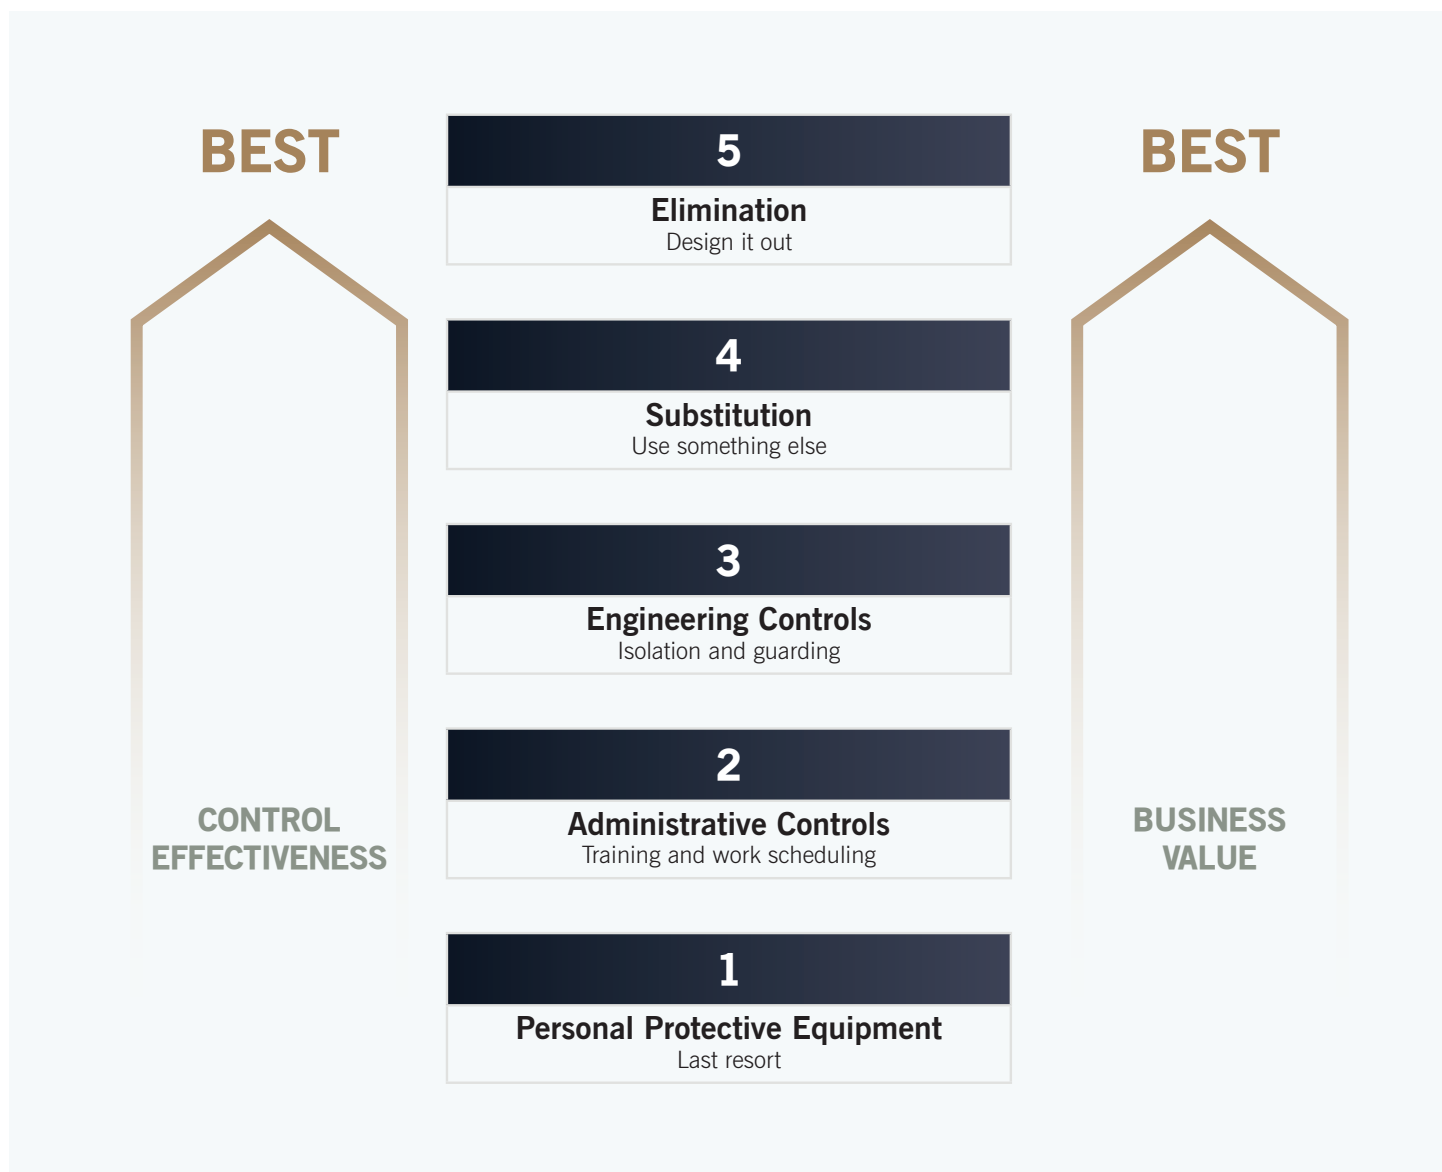 BEST
5
BEST
Elimination
Design it out
4
Substitution
Use something else
3
Engineering Controls
Isolation and guarding
2
Administrative Controls
Training and work scheduling
CONTROL
EFFECTIVENESS
BUSINESS
VALUE
1
Personal Protective Equipment
Last resort